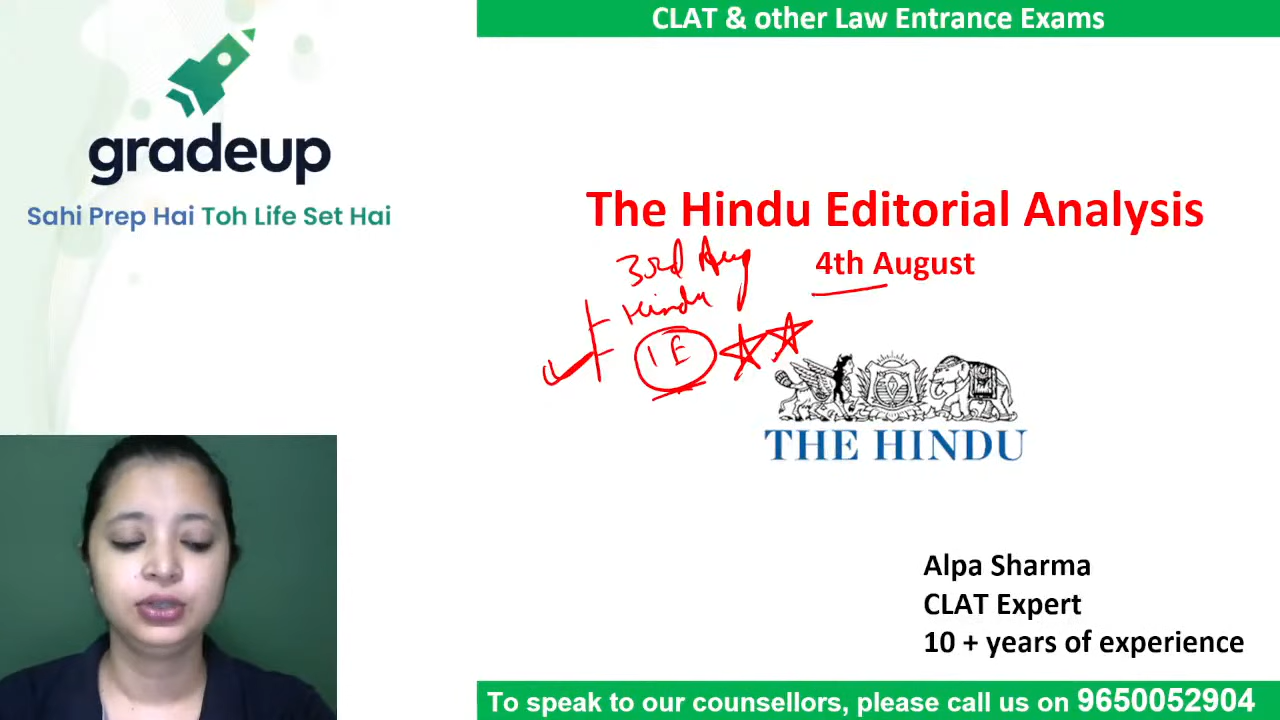 CLAT & other Law Entrance Exams
gradeup
Sahi Prep Hai Toh Life Set Hai
The Hindu Editorial Analysis
4th August
3rd Aug
Hindu
IE
THE HINDU
Alpa Sharma
CLAT Expert
10 + years of experience
To speak to our counsellors, please call us on 9650052904